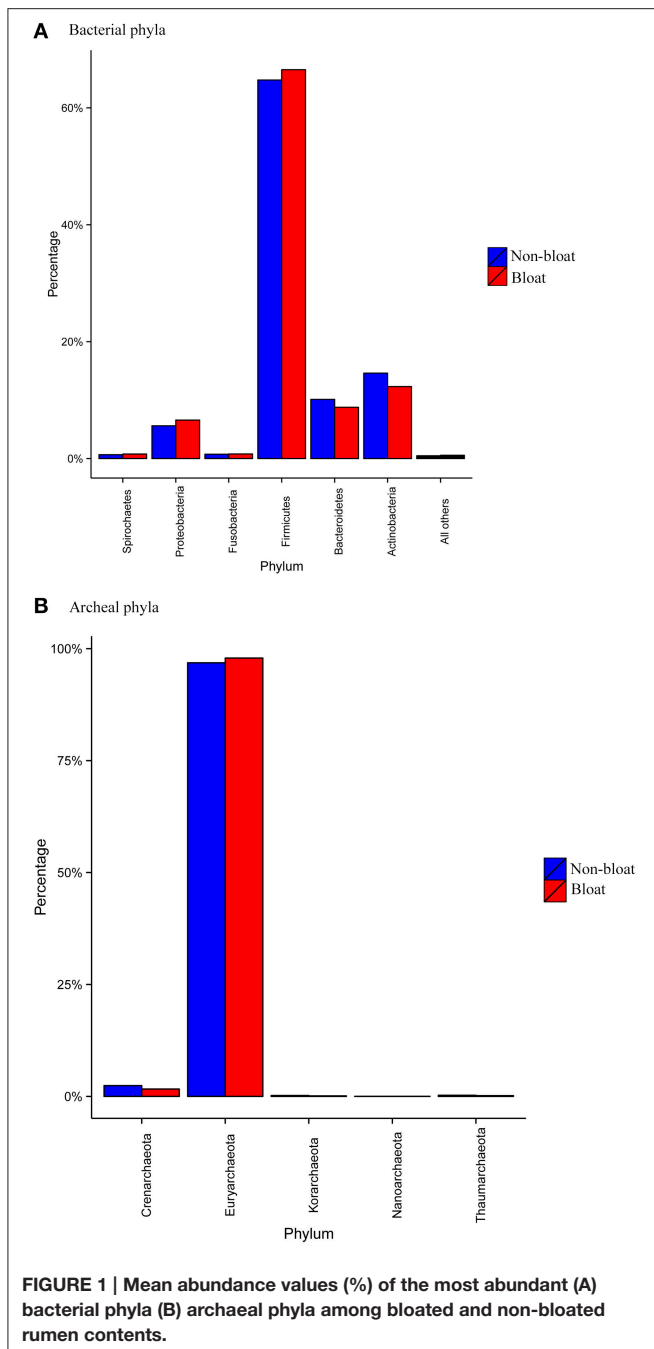 A Bacterial phyla
60%
40%
20%
0%
Percentage
Non-bloat
Bloat
Spirochaetes
Proteobacteria
Fusobacteria
Firmicutes
Bacteroidetes
Actinobacteria
All others
Phylum
B Archeal phyla
100%
75%
50%
25%
0%
Percentage
Non-bloat
Bloat
Crenarchaeota
Euryarchaeota
Korarchaeota
Nanoarchaeota
Thaumarchaeota
Phylum
FIGURE 1 | Mean abundance values (%) of the most abundant (A)
bacterial phyla (B) archaeal phyla among bloated and non-bloated
rumen contents.